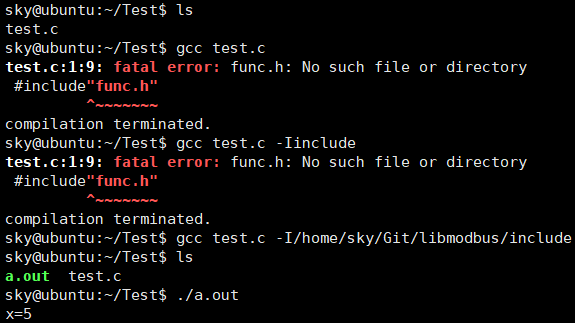 sky@ubuntu:~/Test$ ls
test.c
sky@ubuntu:~/Test$ gcc test.c
test.c:1:9: fatal error: func.h: No such file or directory
 #include"func.h"
         ^~~~~~~~
compilation terminated.
sky@ubuntu:~/Test$ gcc test.c -Iinclude
test.c:1:9: fatal error: func.h: No such file or directory
 #include"func.h"
         ^~~~~~~~
compilation terminated.
sky@ubuntu:~/Test$ gcc test.c -I/home/sky/Git/libmodbus/include
sky@ubuntu:~/Test$ ls
a.out  test.c
sky@ubuntu:~/Test$ ./a.out
x=5